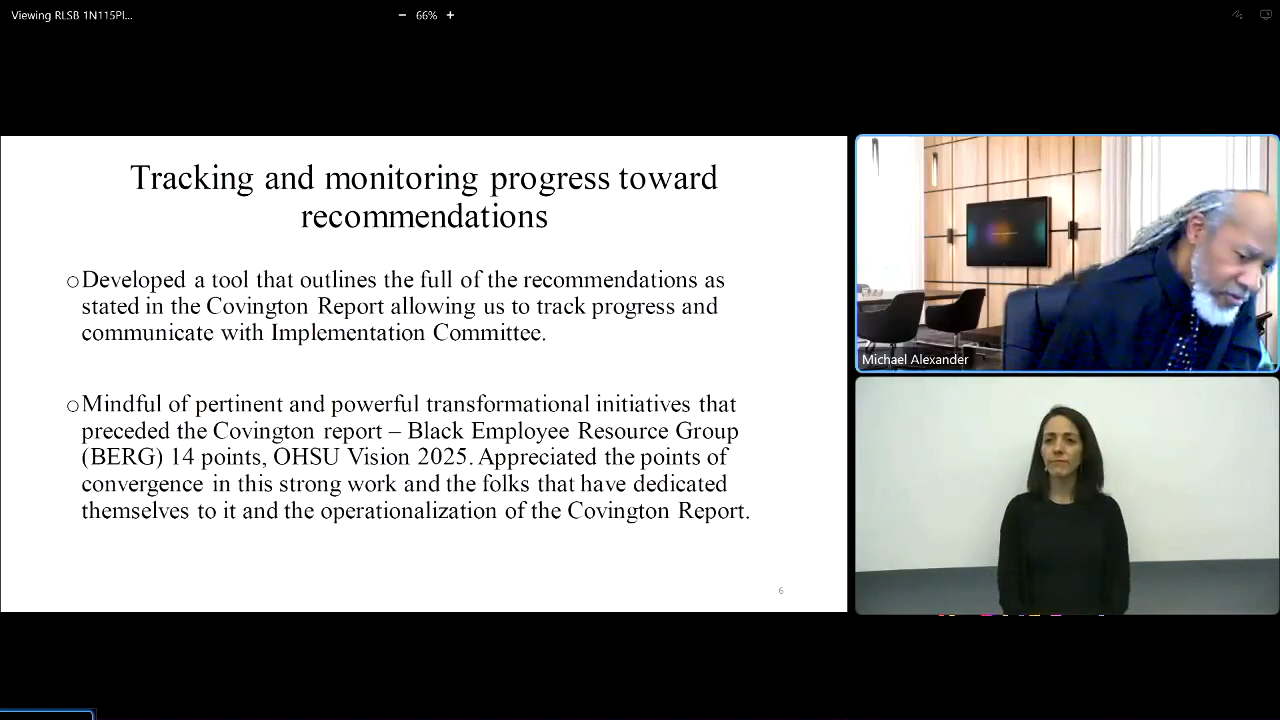 Viewing RLSB 1N115Pl...
− 66% +
Tracking and monitoring progress toward
recommendations
○Developed a tool that outlines the full of the recommendations as
stated in the Covington Report allowing us to track progress and
communicate with Implementation Committee.
○Mindful of pertinent and powerful transformational initiatives that
preceded the Covington report – Black Employee Resource Group
(BERG) 14 points, OHSU Vision 2025. Appreciated the points of
convergence in this strong work and the folks that have dedicated
themselves to it and the operationalization of the Covington Report.
6
Michael Alexander